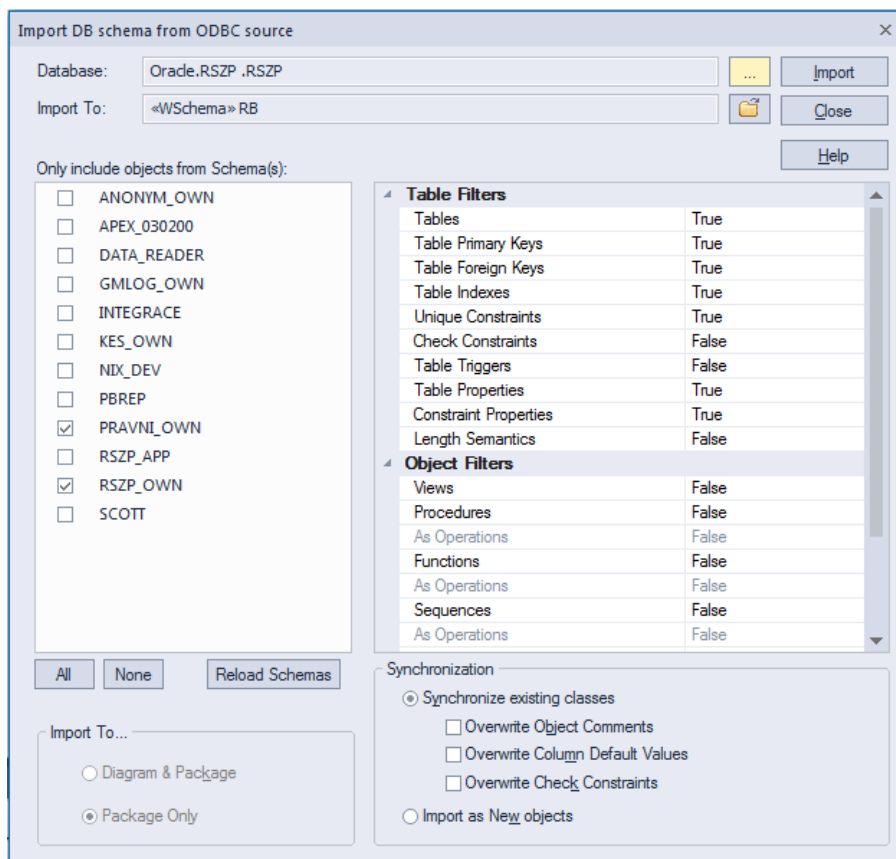 Import DB schema from ODBC source
Database: Oracle.RSZP .RSZP ... Import
Import To: «WSchema» RB Close
Help
Only include objects from Schema(s):
ANONYM_OWN
APEX_030200
DATA_READER
GMLOG_OWN
INTEGRACE
KES_OWN
NIX_DEV
PBREP
PRAVNI_OWN
RSZP_APP
RSZP_OWN
SCOTT
All None Reload Schemas
Import To...
Diagram & Package
Package Only
Table Filters
Tables True
Table Primary Keys True
Table Foreign Keys True
Table Indexes True
Unique Constraints True
Check Constraints False
Table Triggers False
Table Properties True
Constraint Properties True
Length Semantics False
Object Filters
Views False
Procedures False
As Operations False
Functions False
As Operations False
Sequences False
As Operations False
Synchronization
Synchronize existing classes
Overwrite Object Comments
Overwrite Column Default Values
Overwrite Check Constraints
Import as New objects